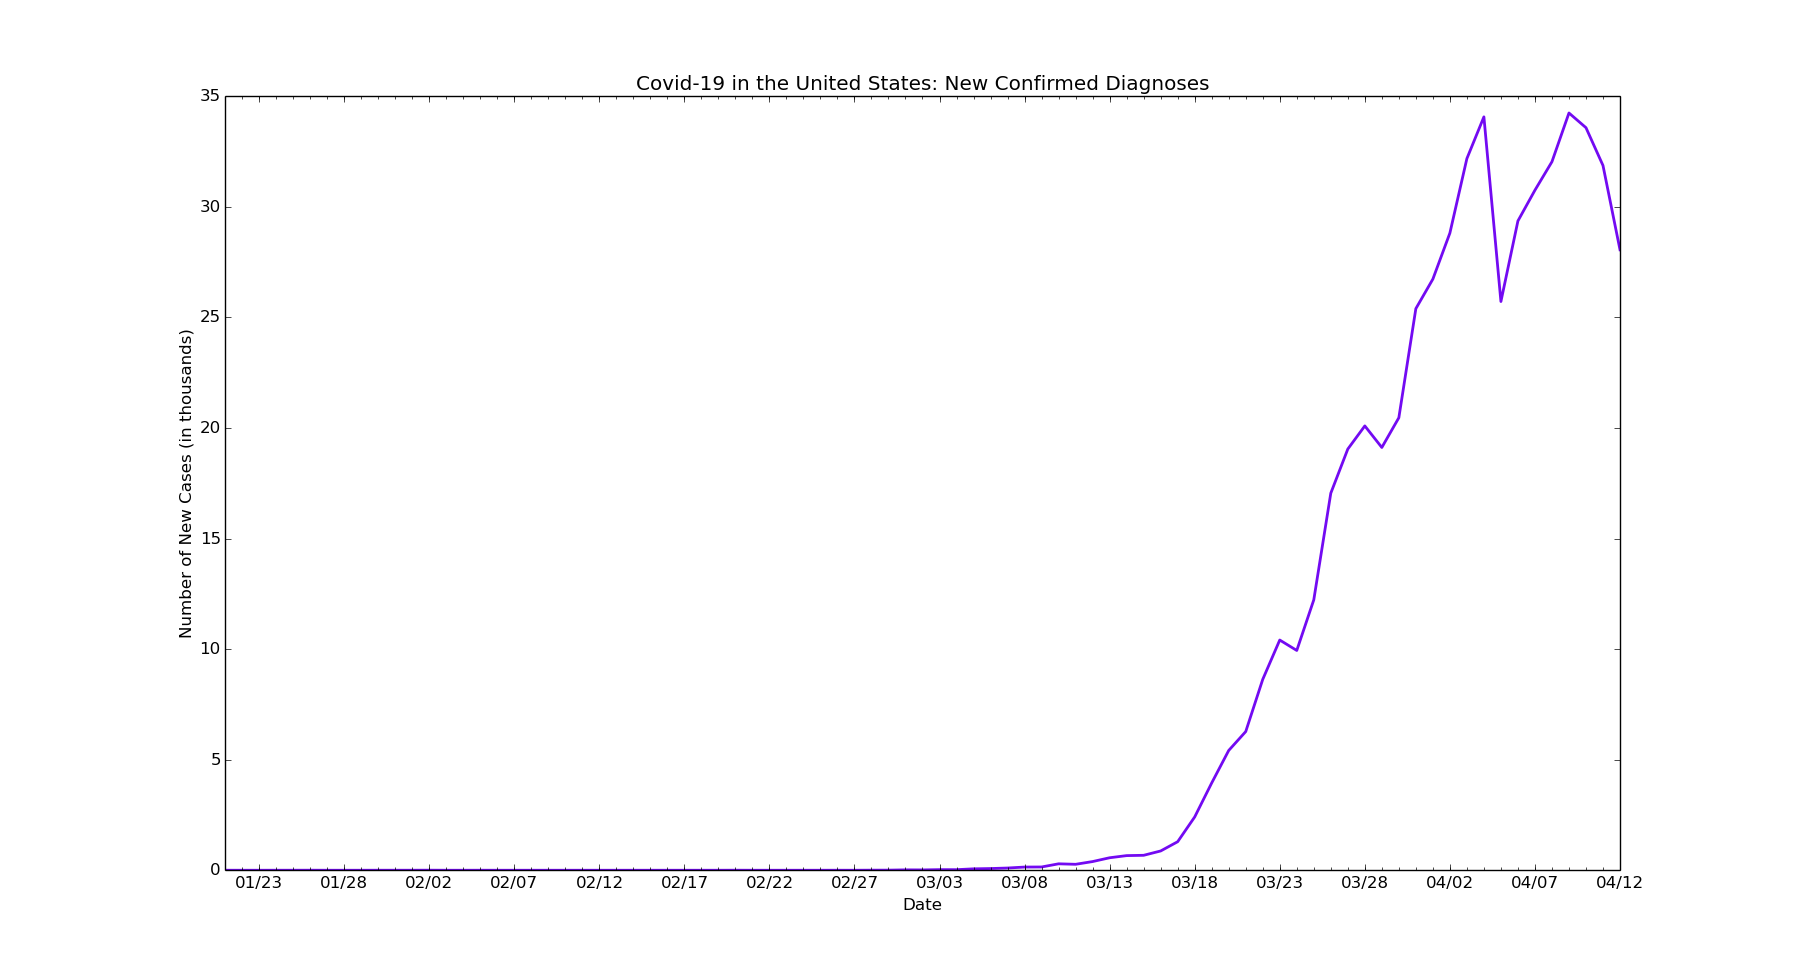 Covid-19 in the United States: New Confirmed Diagnoses
35
30
25
20
15
10
5
0
Number of New Cases (in thousands)
01/23 01/28 02/02 02/07 02/12 02/17 02/22 02/27 03/03 03/08 03/13 03/18 03/23 03/28 04/02 04/07 04/12
Date